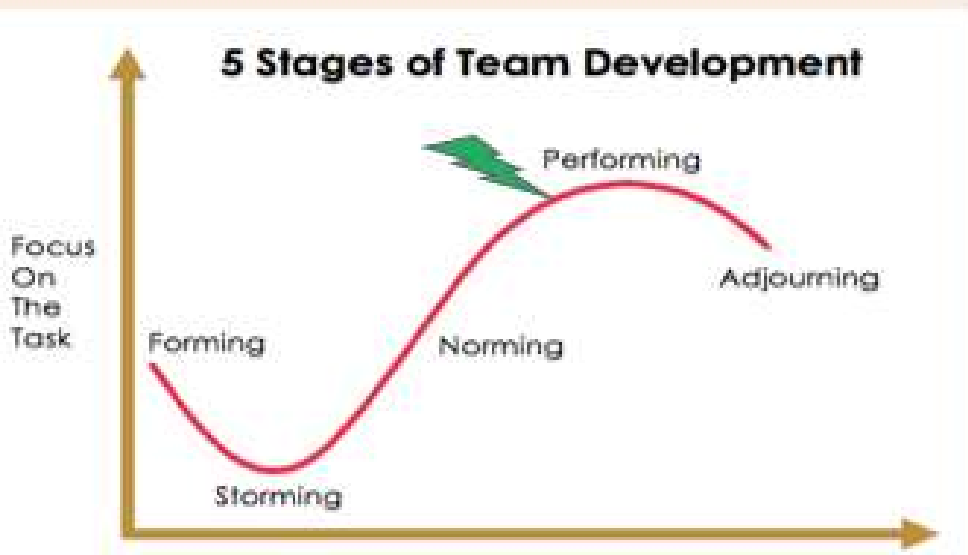 5 Stages of Team Development
Performing
Focus
On
The
Task
Adjourning
Forming
Norming
Storming